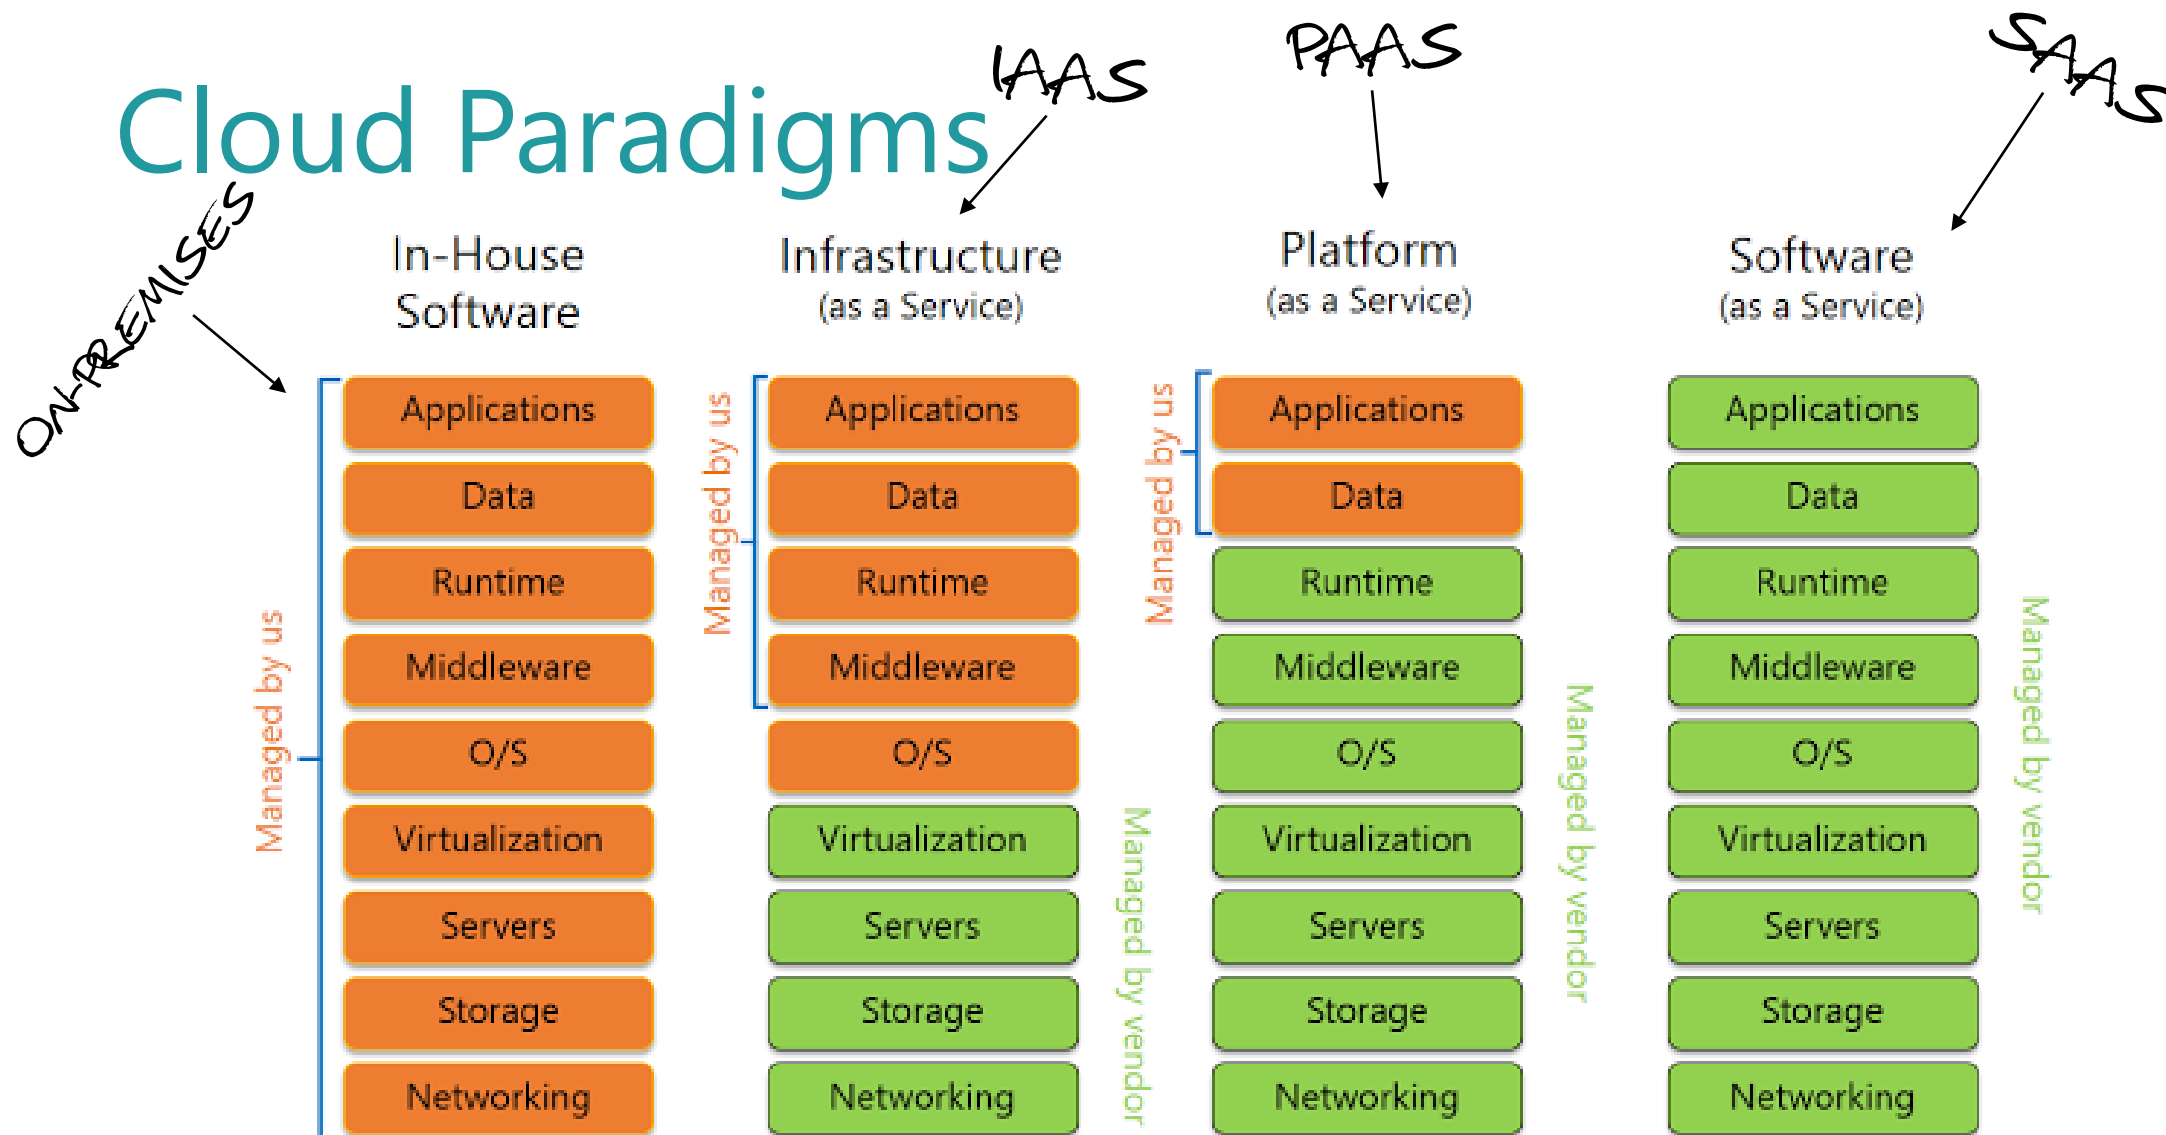 Cloud Paradigms
IAAS
PAAS
SAAS
ON-PREMISES
In-House
Software
Managed by us
Applications
Data
Runtime
Middleware
O/S
Virtualization
Servers
Storage
Networking
Infrastructure
(as a Service)
Managed by us
Applications
Data
Runtime
Middleware
O/S
Virtualization
Servers
Storage
Networking
Managed by vendor
Platform
(as a Service)
Managed by us
Applications
Data
Runtime
Middleware
O/S
Virtualization
Servers
Storage
Networking
Managed by vendor
Software
(as a Service)
Applications
Data
Runtime
Middleware
O/S
Virtualization
Servers
Storage
Networking
Managed by vendor